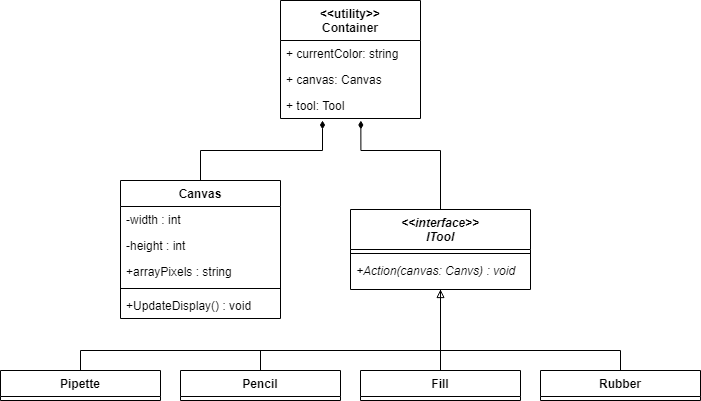 <<utility>>
Container
+ currentColor: string
+ canvas: Canvas
+ tool: Tool
Canvas
-width : int
-height : int
+arrayPixels : string
+UpdateDisplay() : void
<<interface>>
ITool
+Action(canvas: Canvs) : void
Pipette
Pencil
Fill
Rubber